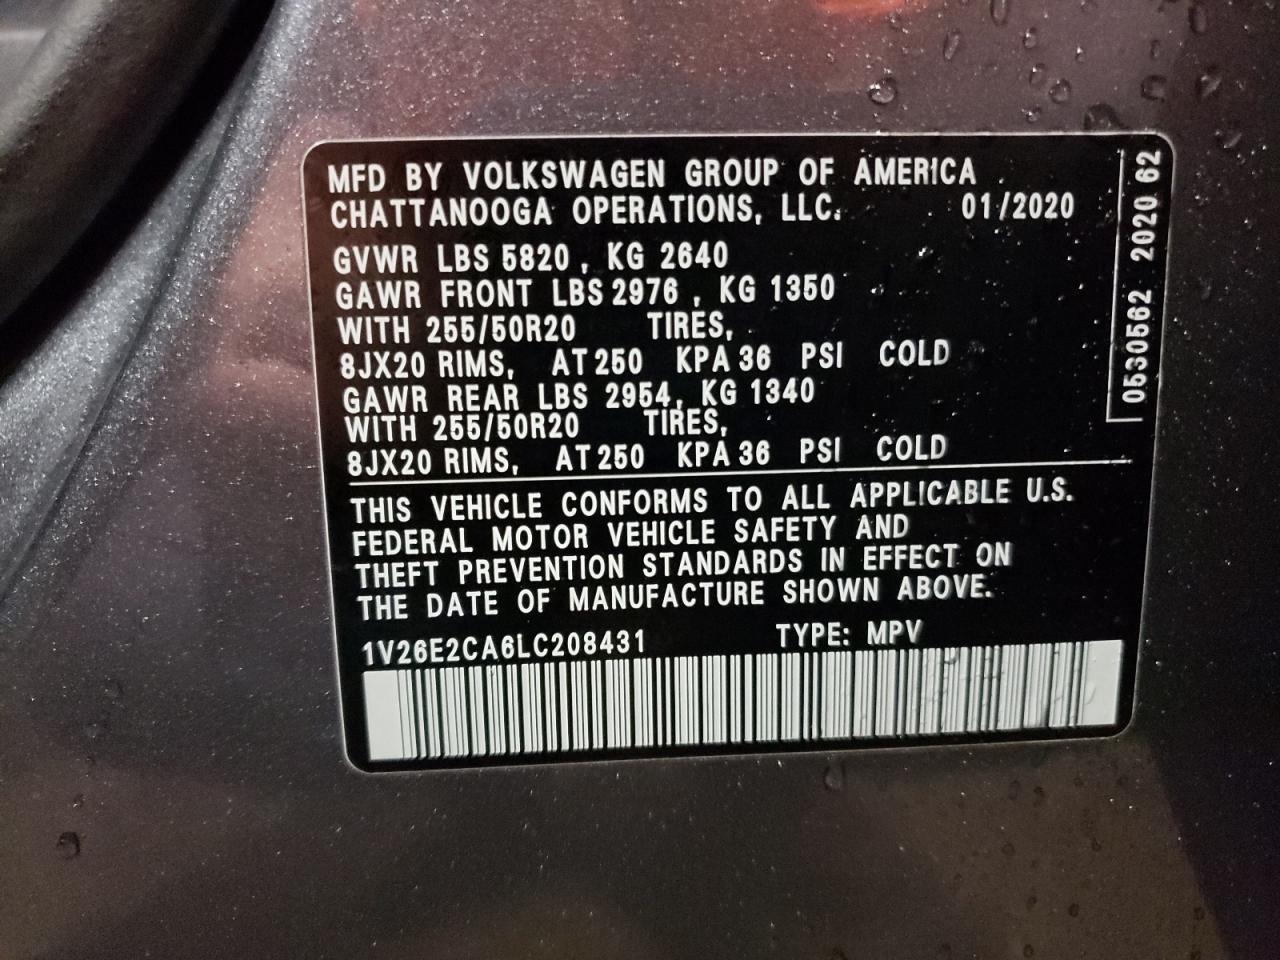 MFD BY VOLKSWAGEN GROUP OF AMERICA
CHATTANOOGA OPERATIONS, LLC. 01/2020
GVWR LBS 5820 , KG 2640
GAWR FRONT LBS 2976 , KG 1350
WITH 255/50R20 TIRES,
8JX20 RIMS, AT 250 KPA 36 PSI COLD
GAWR REAR LBS 2954, KG 1340
WITH 255/50R20 TIRES,
8JX20 RIMS, AT 250 KPA 36 PSI COLD
THIS VEHICLE CONFORMS TO ALL APPLICABLE U.S.
FEDERAL MOTOR VEHICLE SAFETY AND
THEFT PREVENTION STANDARDS IN EFFECT ON
THE DATE OF MANUFACTURE SHOWN ABOVE.
1V26E2CA6LC208431 TYPE: MPV
0530562 2020 62